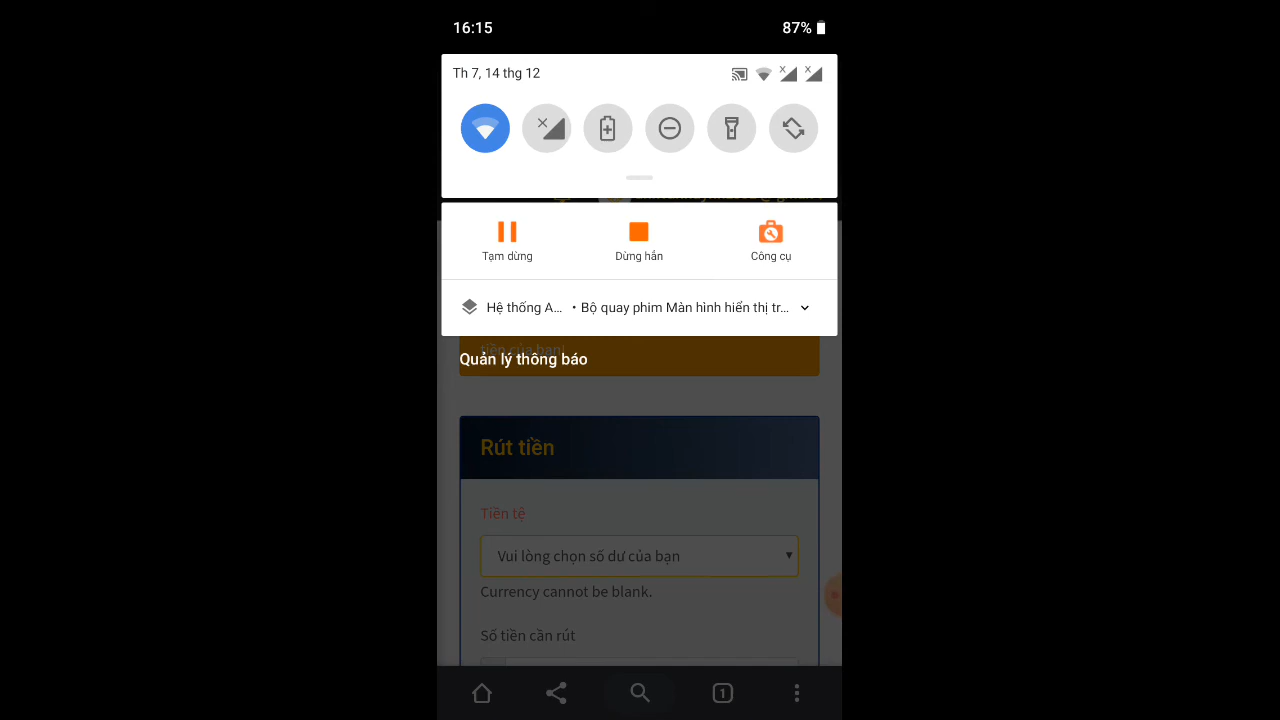 16:15 87%
Th 7, 14 thg 12
Tạm dừng Dừng hẳn Công cụ
Hệ thống A... • Bộ quay phim Màn hình hiển thị tr...
tiền của bạn!
Quản lý thông báo
Rút tiền
Tiền tệ
Vui lòng chọn số dư của bạn
Currency cannot be blank.
Số tiền cần rút
1